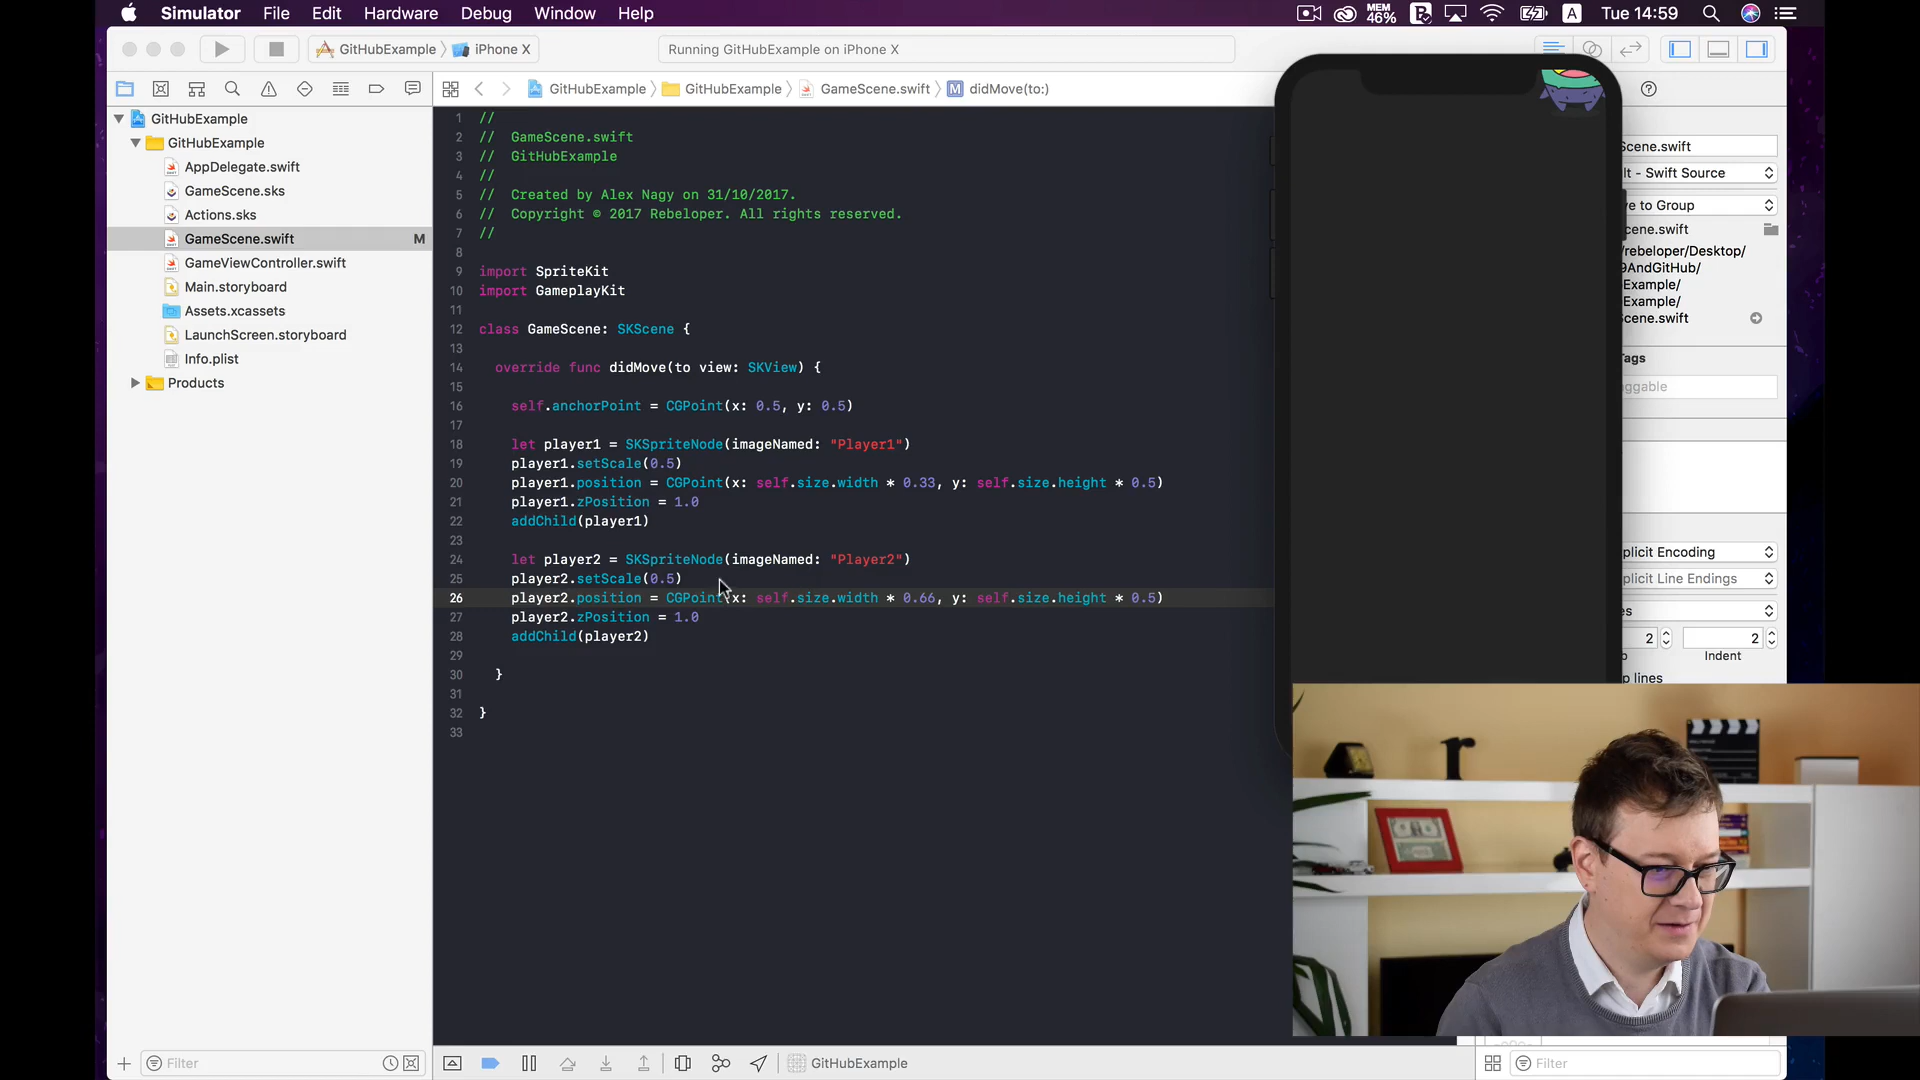 Simulator File Edit Hardware Debug Window Help MEM 46% A Tue 14:59
GitHubExample iPhone X Running GitHubExample on iPhone X
GitHubExample GitHubExample GameScene.swift M didMove(to:)
GitHubExample
GitHubExample
AppDelegate.swift
GameScene.sks
Actions.sks
GameScene.swift M
GameViewController.swift
Main.storyboard
Assets.xcassets
LaunchScreen.storyboard
Info.plist
Products
Filter
1 //
2 // GameScene.swift
3 // GitHubExample
4 //
5 // Created by Alex Nagy on 31/10/2017.
6 // Copyright © 2017 Rebeloper. All rights reserved.
7 //
8
9 import SpriteKit
10 import GameplayKit
11
12 class GameScene: SKScene {
13
14 override func didMove(to view: SKView) {
15
16 self.anchorPoint = CGPoint(x: 0.5, y: 0.5)
17
18 let player1 = SKSpriteNode(imageNamed: "Player1")
19 player1.setScale(0.5)
20 player1.position = CGPoint(x: self.size.width * 0.33, y: self.size.height * 0.5)
21 player1.zPosition = 1.0
22 addChild(player1)
23
24 let player2 = SKSpriteNode(imageNamed: "Player2")
25 player2.setScale(0.5)
26 player2.position = CGPoint(x: self.size.width * 0.66, y: self.size.height * 0.5)
27 player2.zPosition = 1.0
28 addChild(player2)
29
30 }
31
32 }
33
GitHubExample
cene.swift
lt - Swift Source
ve to Group
cene.swift
/rebeloper/Desktop/
9AndGitHub/
Example/
Example/
cene.swift
Tags
ggable
plicit Encoding
plicit Line Endings
2 2
Indent
p lines
Filter